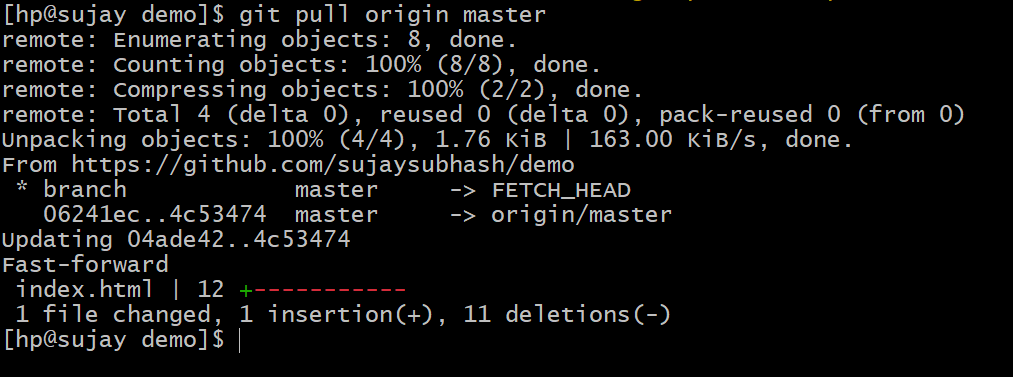 [hp@sujay demo]$ git pull origin master
remote: Enumerating objects: 8, done.
remote: Counting objects: 100% (8/8), done.
remote: Compressing objects: 100% (2/2), done.
remote: Total 4 (delta 0), reused 0 (delta 0), pack-reused 0 (from 0)
Unpacking objects: 100% (4/4), 1.76 KiB | 163.00 KiB/s, done.
From https://github.com/sujaysubhash/demo
 * branch            master     -> FETCH_HEAD
   06241ec..4c53474  master     -> origin/master
Updating 04ade42..4c53474
Fast-forward
 index.html | 12 +-----------
 1 file changed, 1 insertion(+), 11 deletions(-)
[hp@sujay demo]$